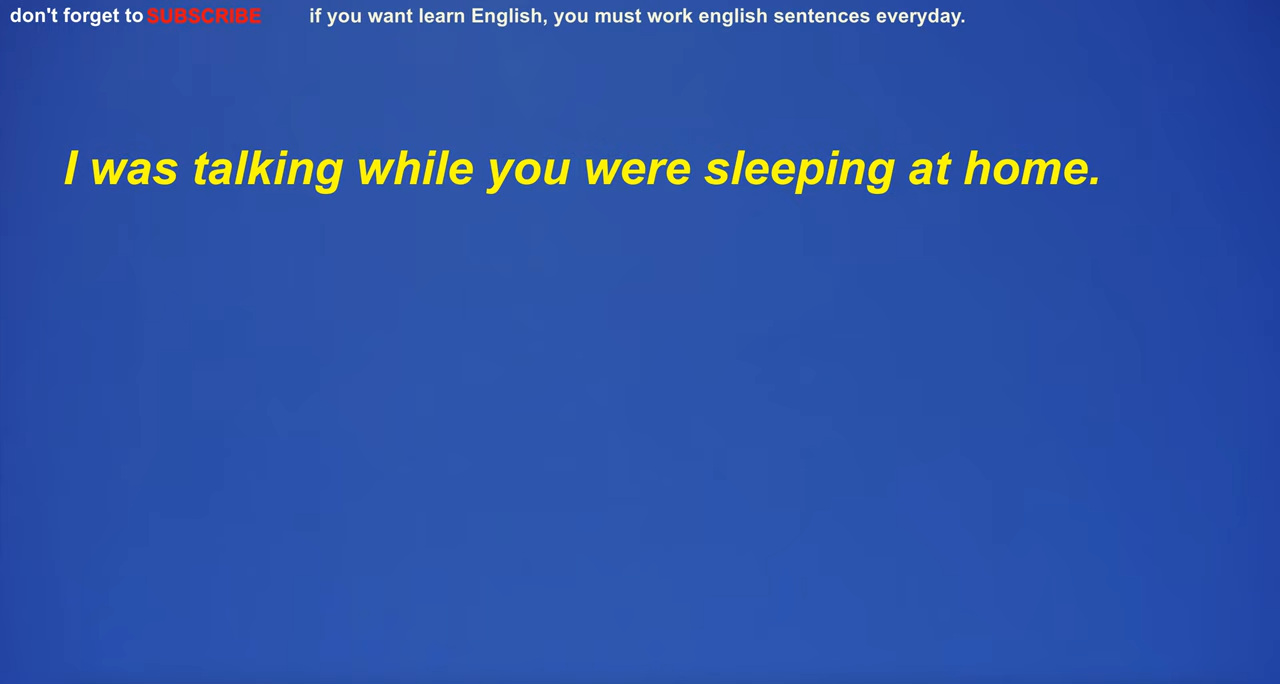 don't forget to SUBSCRIBE if you want learn English, you must work english sentences everyday.
I was talking while you were sleeping at home.